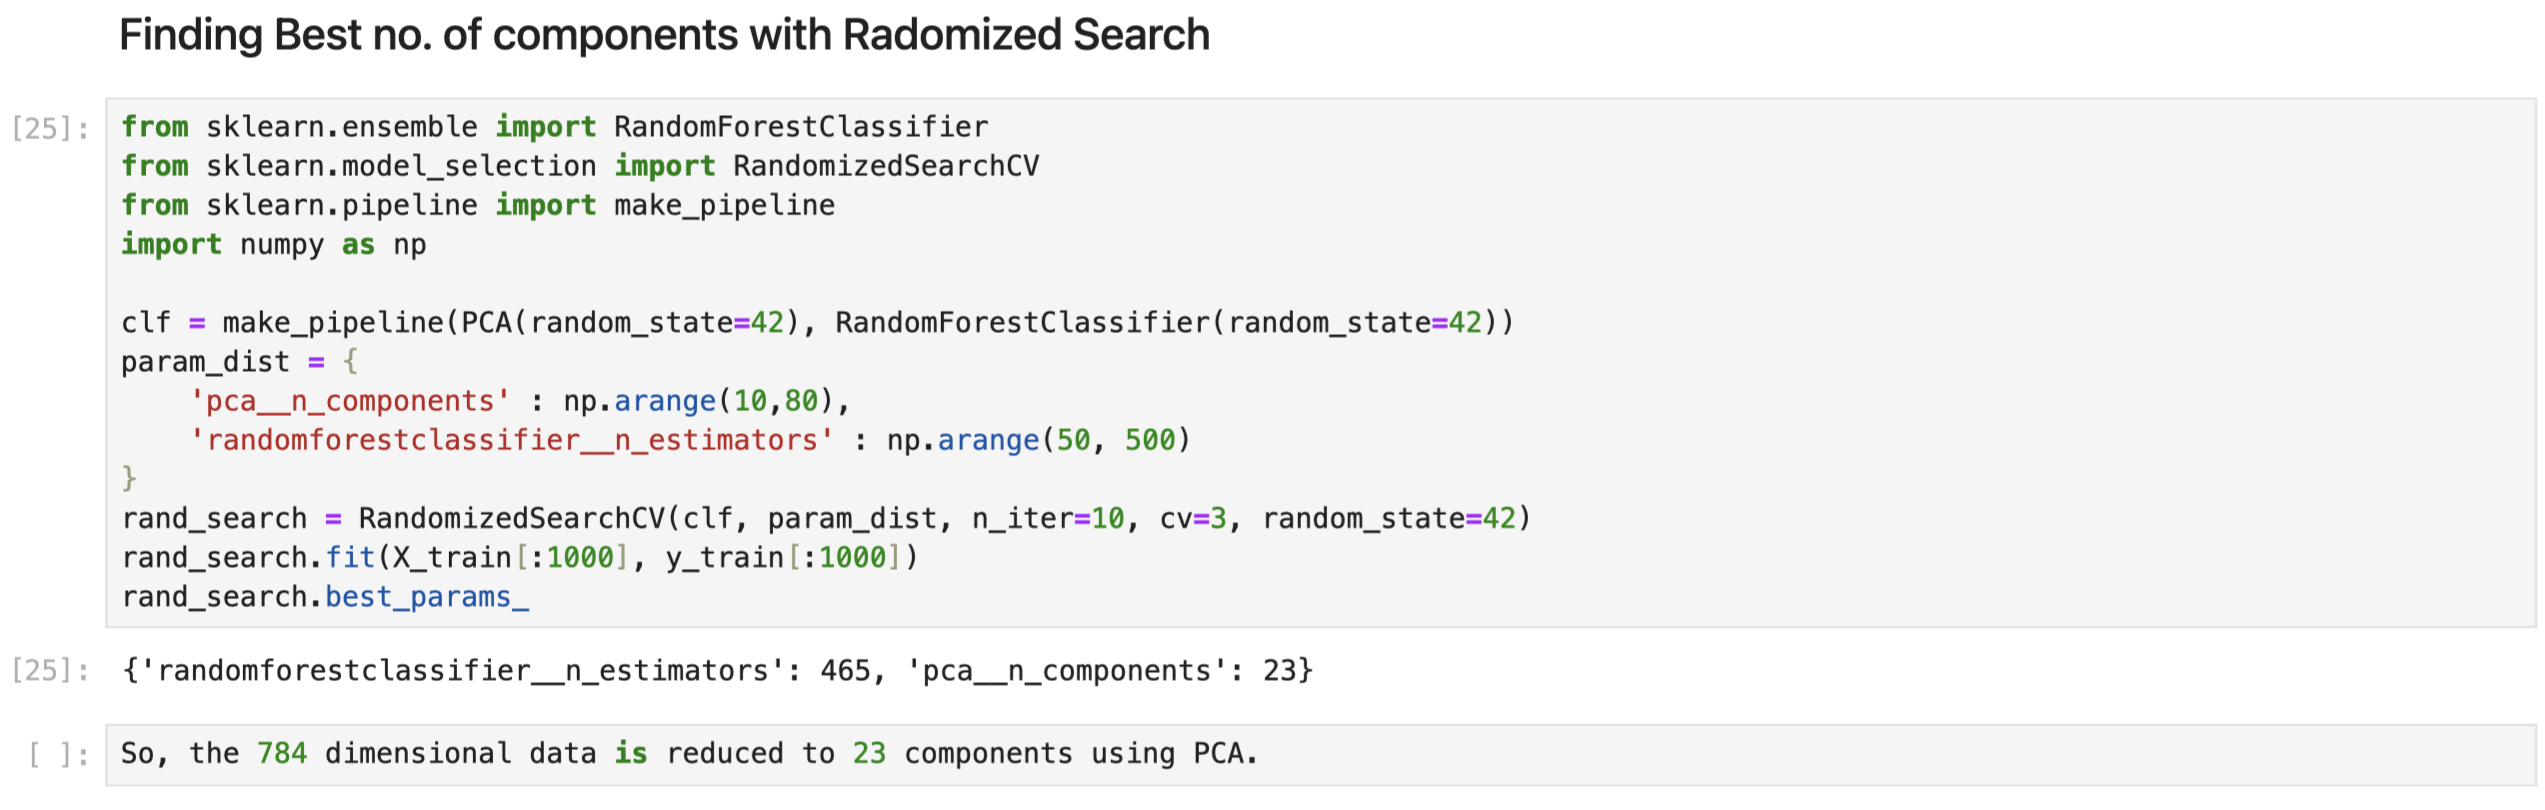 Finding Best no. of components with Radomized Search
[25]:
from sklearn.ensemble import RandomForestClassifier
from sklearn.model_selection import RandomizedSearchCV
from sklearn.pipeline import make_pipeline
import numpy as np

clf = make_pipeline(PCA(random_state=42), RandomForestClassifier(random_state=42))
param_dist = {
    'pca__n_components' : np.arange(10,80),
    'randomforestclassifier__n_estimators' : np.arange(50, 500)
}
rand_search = RandomizedSearchCV(clf, param_dist, n_iter=10, cv=3, random_state=42)
rand_search.fit(X_train[:1000], y_train[:1000])
rand_search.best_params_
[25]: {'randomforestclassifier__n_estimators': 465, 'pca__n_components': 23}
[ ]: So, the 784 dimensional data is reduced to 23 components using PCA.